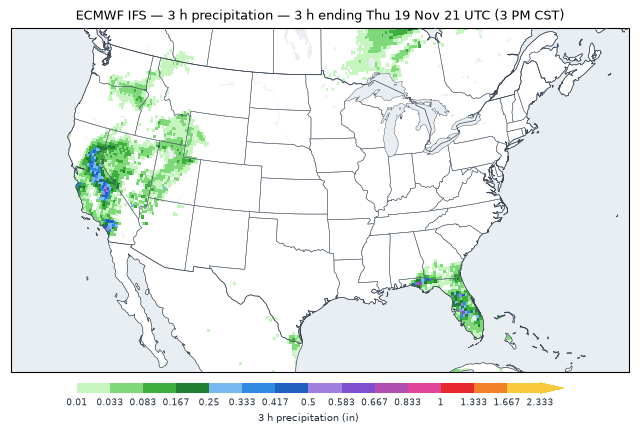 ECMWF IFS — 3 h precipitation — 3 h ending Thu 19 Nov 21 UTC (3 PM CST)
0.01 0.033 0.083 0.167 0.25 0.333 0.417 0.5 0.583 0.667 0.833 1 1.333 1.667 2.333
3 h precipitation (in)